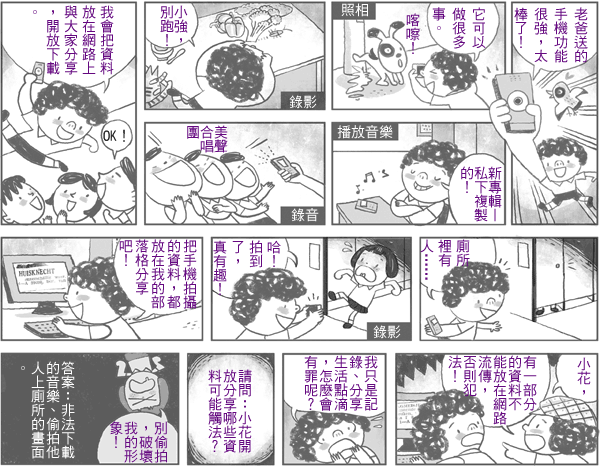 老爸送的
手機功能
很強，太
棒了！
照相
它可以
做很多
事。
喀嚓！
播放音樂
新專輯—
私下複製
的！
小強，
別跑！
錄影
美聲
合唱
團
錄音
我會把資料
放在網路上
與大家分享
，開放下載
。
OK！
廁所
裡有
人……
哈！
拍到
了，
真有趣！
錄影
把手機拍攝
的資料，都
放在我的部
落格分享
吧！
HUISKNECHT
小花，
有一部分
的資料不
能放在網路
流傳，
否則犯
法！
我只是記
錄、分享
生活點滴
，怎麼會
有罪呢？
請問：小花開
放分享哪些資
料可能觸法？
別偷拍
，破壞
我的形
象！
答案：非法下載
的音樂、偷拍他
人上廁所的畫面
。